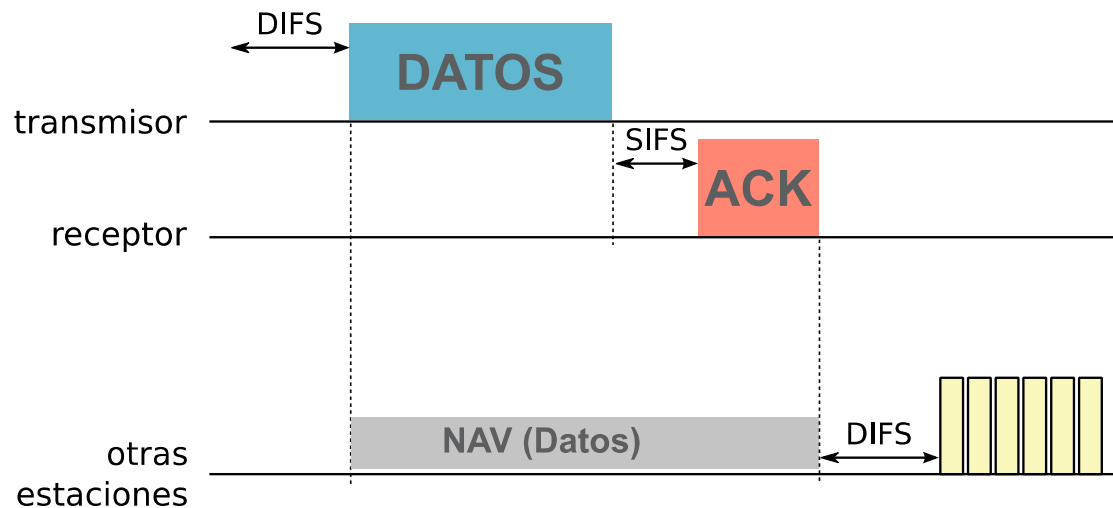 DIFS
DATOS
transmisor
SIFS
ACK
receptor
NAV (Datos)
DIFS
otras
estaciones